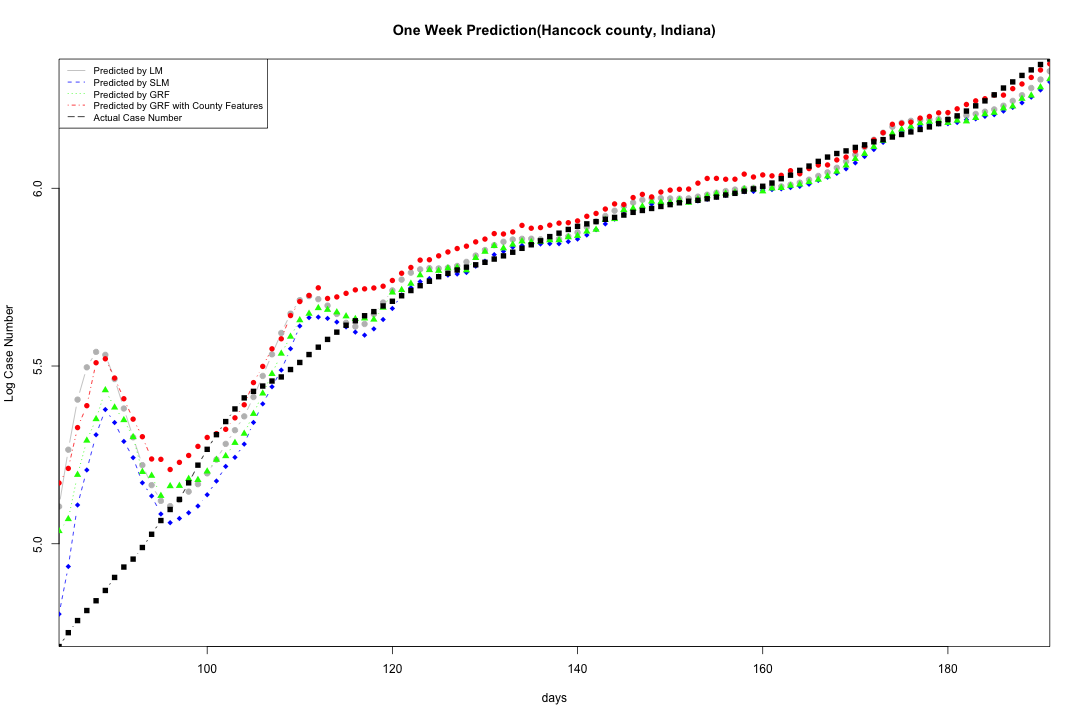 One Week Prediction(Hancock county, Indiana)
Predicted by LM
Predicted by SLM
Predicted by GRF
Predicted by GRF with County Features
Actual Case Number
Log Case Number
6.0
5.5
5.0
100 120 140 160 180
days